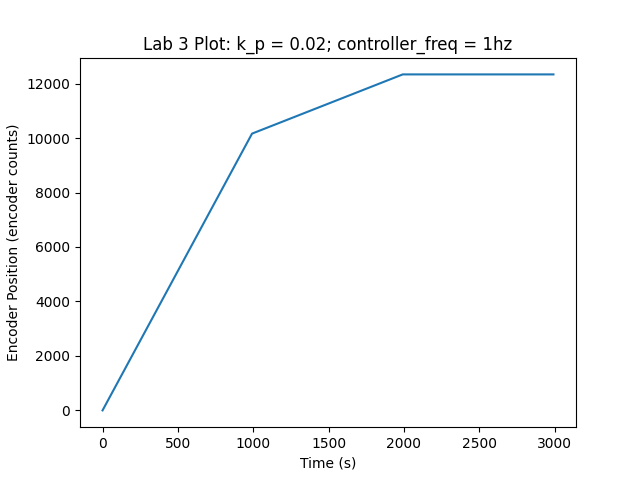 Lab 3 Plot: k_p = 0.02; controller_freq = 1hz
12000
10000
8000
6000
4000
2000
0
Encoder Position (encoder counts)
0 500 1000 1500 2000 2500 3000
Time (s)